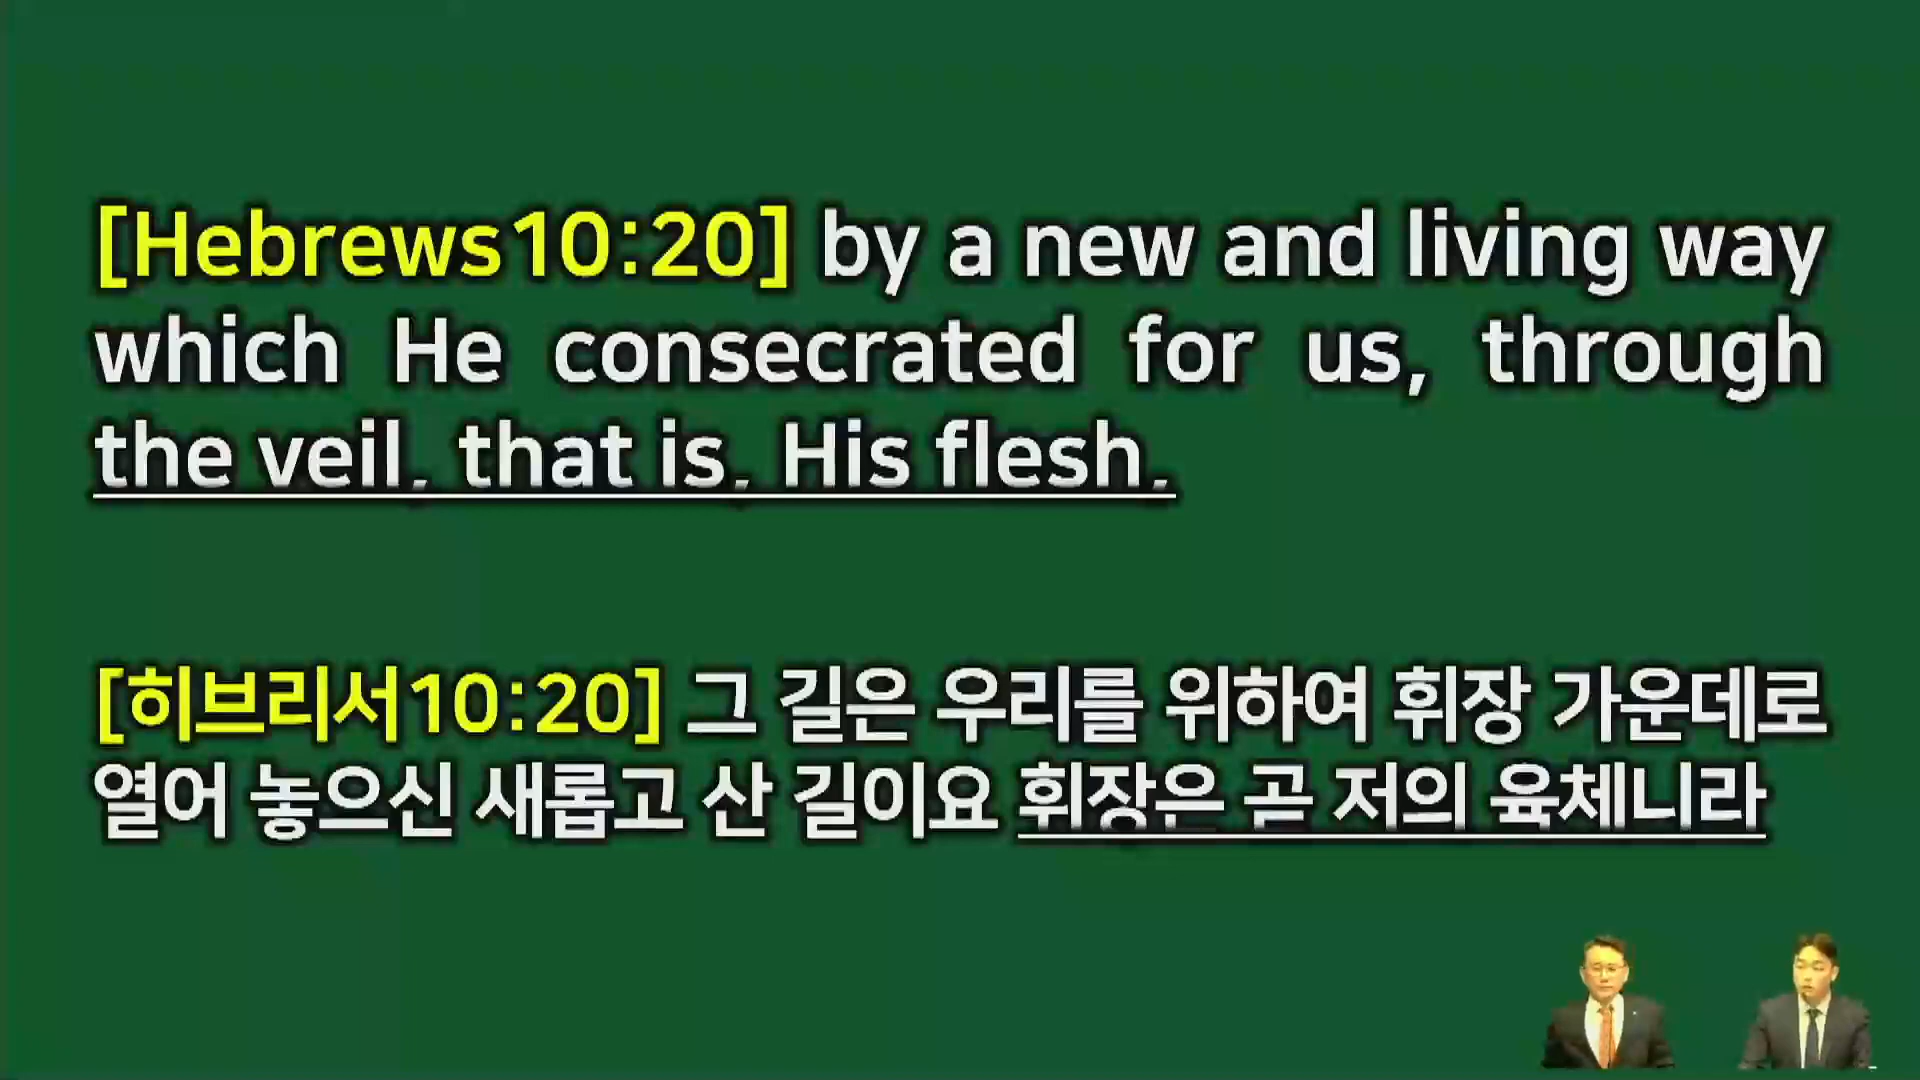 [Hebrews10:20] by a new and living way
which He consecrated for us, through
the veil, that is, His flesh,
[히브리서10:20] 그 길은 우리를 위하여 휘장 가운데로
열어 놓으신 새롭고 산 길이요 휘장은 곧 저의 육체니라